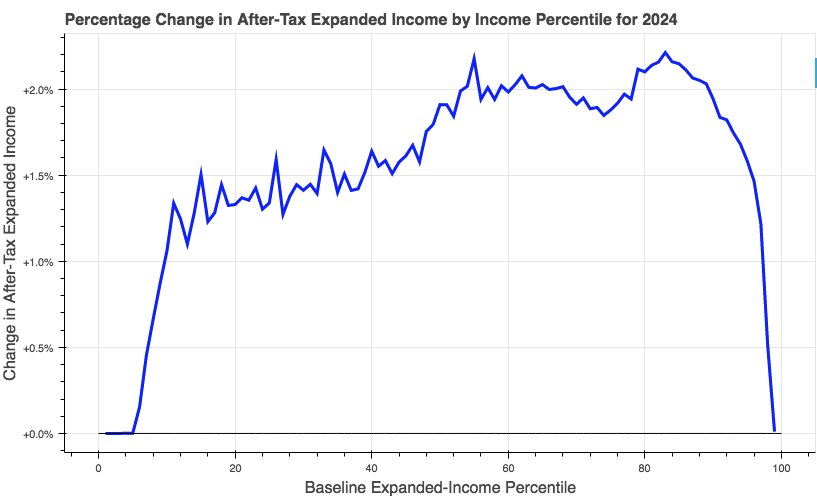 Percentage Change in After-Tax Expanded Income by Income Percentile for 2024
Change in After-Tax Expanded Income
+2.0%
+1.5%
+1.0%
+0.5%
+0.0%
0 20 40 60 80 100
Baseline Expanded-Income Percentile